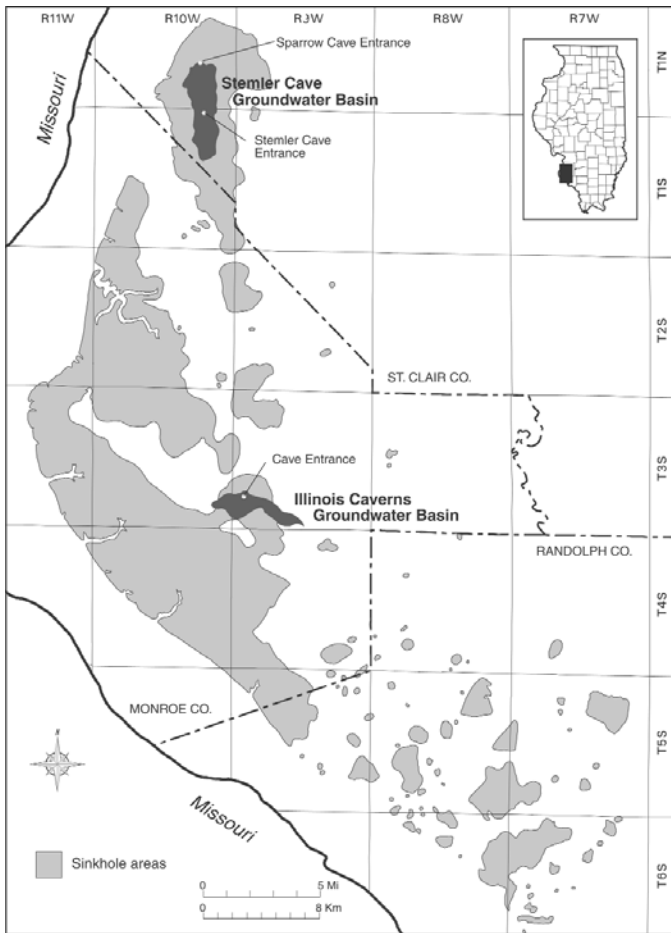 R11W
R10W
RJW
R8W
R7W
Sparrow Cave Entrance
Stemler Cave
Groundwater Basin
Stemler Cave
Entrance
Missouri
T1N
T1S
T2S
ST. CLAIR CO.
T3S
Cave Entrance
Illinois Caverns
Groundwater Basin
RANDOLPH CO.
T4S
MONROE CO.
T5S
N
Missouri
Sinkhole areas
T6S
0 5 Mi
0 8 Km